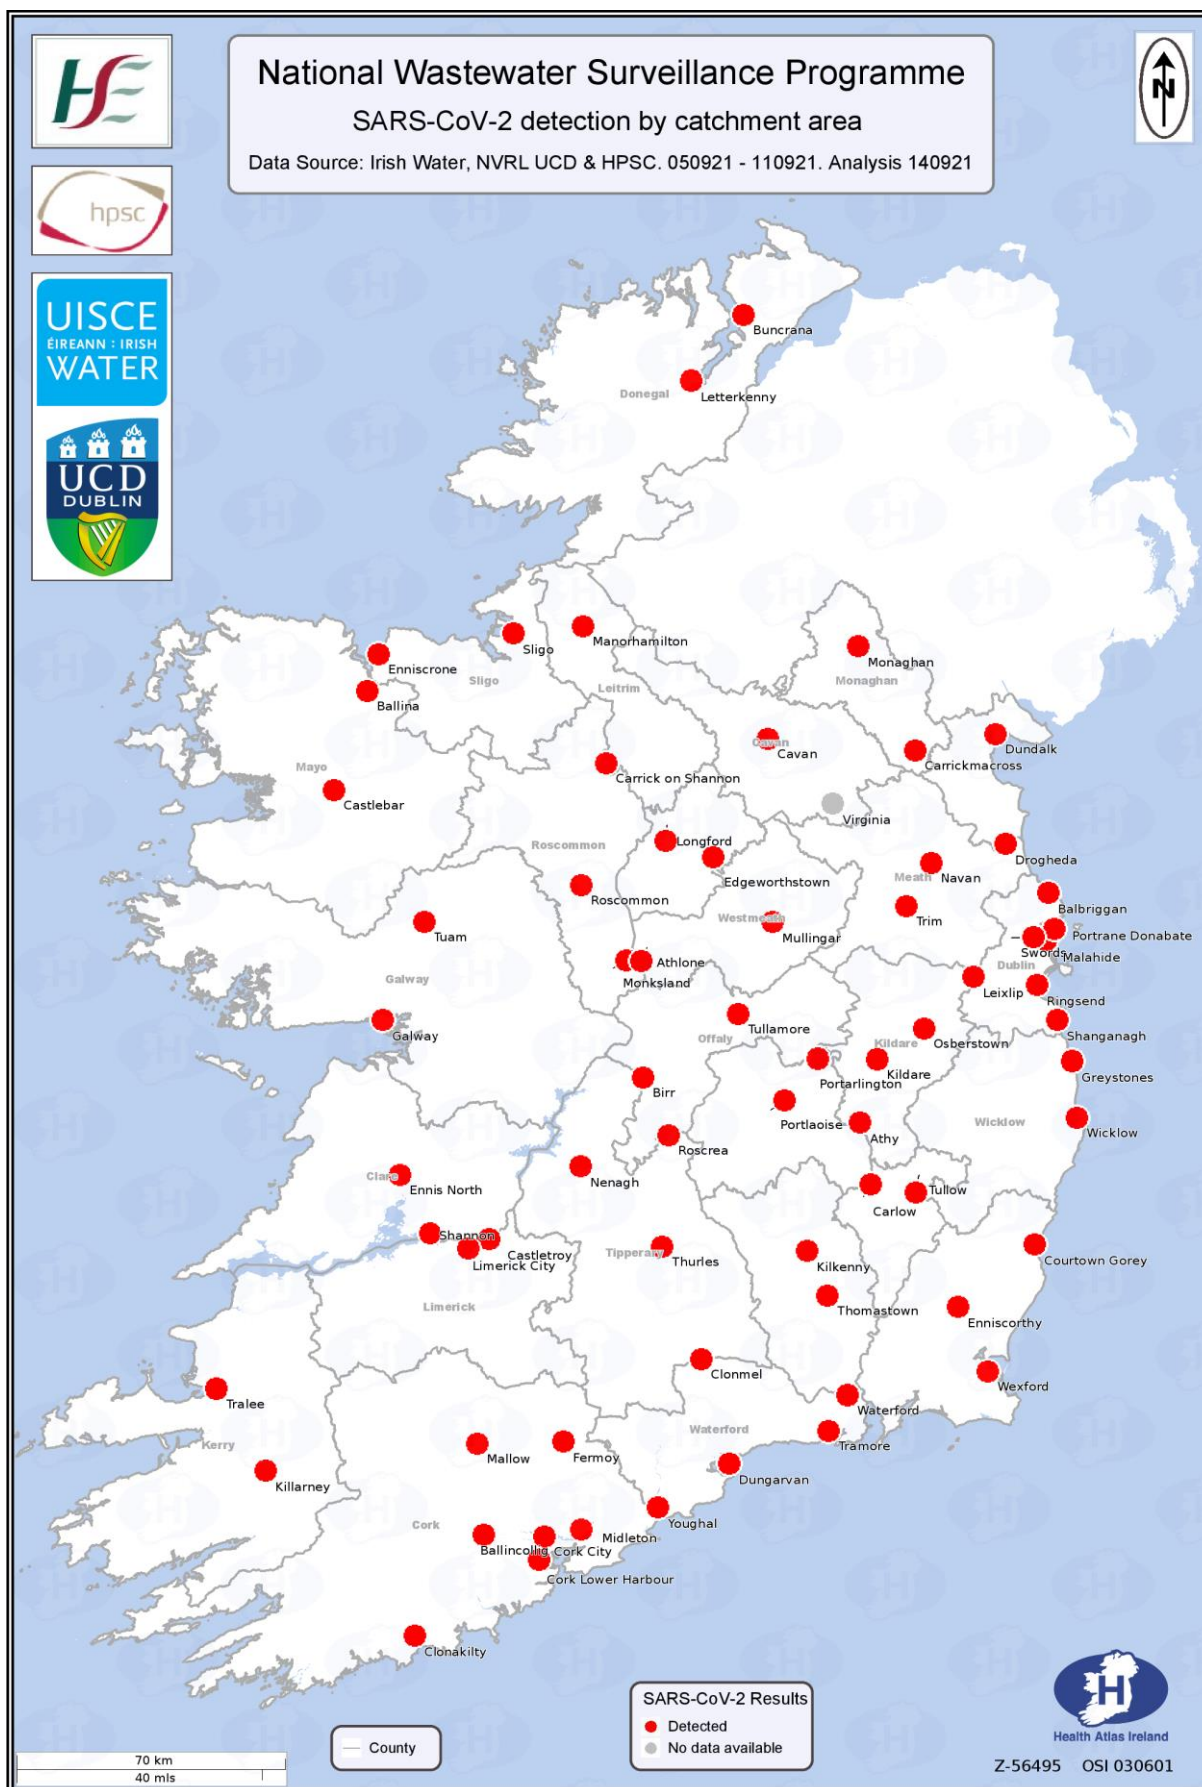 National Wastewater Surveillance Programme
SARS-CoV-2 detection by catchment area
Data Source: Irish Water, NVRL UCD & HPSC. 050921 - 110921. Analysis 140921
N
HSE
hpsc
UISCE
ÉIREANN : IRISH
WATER
UCD
DUBLIN
Buncrana
Letterkenny
Donegal
Manorhamilton
Sligo
Monaghan
Enniscrone
Sligo
Monaghan
Leitrim
Ballina
Cavan
Cavan
Dundalk
Carrickmacross
Mayo
Carrick on Shannon
Castlebar
Virginia
Longford
Roscommon
Drogheda
Edgeworthstown
Navan
Meath
Roscommon
Balbriggan
Westmeath
Trim
Tuam
Mullingar
Portrane Donabate
Swords
Malahide
Athlone
Dublin
Monksland
Galway
Leixlip
Ringsend
Tullamore
Galway
Offaly
Osberstown
Shanganagh
Kildare
Kildare
Greystones
Portarlington
Birr
Portlaoise
Wicklow
Wicklow
Athy
Roscrea
Clare
Nenagh
Ennis North
Tullow
Carlow
Shannon
Castletroy
Tipperary
Thurles
Limerick City
Kilkenny
Courtown Gorey
Limerick
Thomastown
Enniscorthy
Clonmel
Wexford
Tralee
Waterford
Waterford
Kerry
Mallow
Fermoy
Tramore
Killarney
Dungarvan
Youghal
Cork
Midleton
Ballincollig
Cork City
Cork Lower Harbour
Clonakilty
SARS-CoV-2 Results
Detected
No data available
County
70 km
40 mls
H
Health Atlas Ireland
Z-56495 OSI 030601